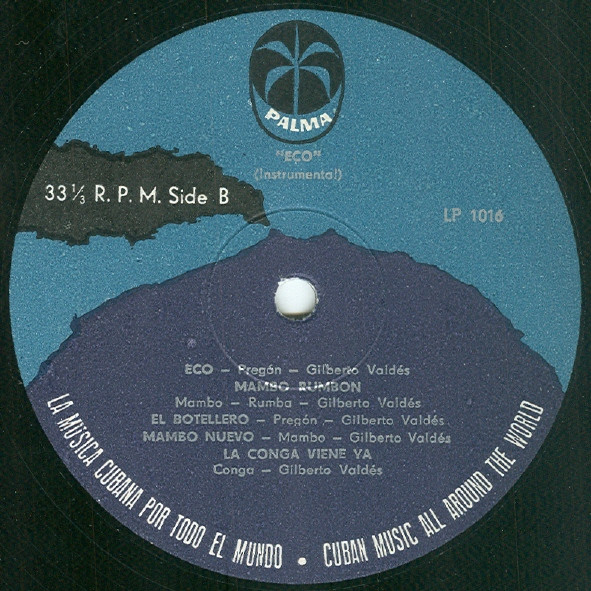 PALMA
"ECO"
(Instrumental)
33 1/3 R. P. M. Side B
LP 1016
ECO — Pregón — Gilberto Valdés
MAMBO RUMBON
Mambo — Rumba — Gilberto Valdés
EL BOTELLERO — Pregón — Gilberto Valdés.
MAMBO NUEVO — Mambo — Gilberto Valdés
LA CONGA VIENE YA
Conga — Gilberto Valdés
LA MUSICA CUBANA POR TODO EL MUNDO • CUBAN MUSIC ALL AROUND THE WORLD